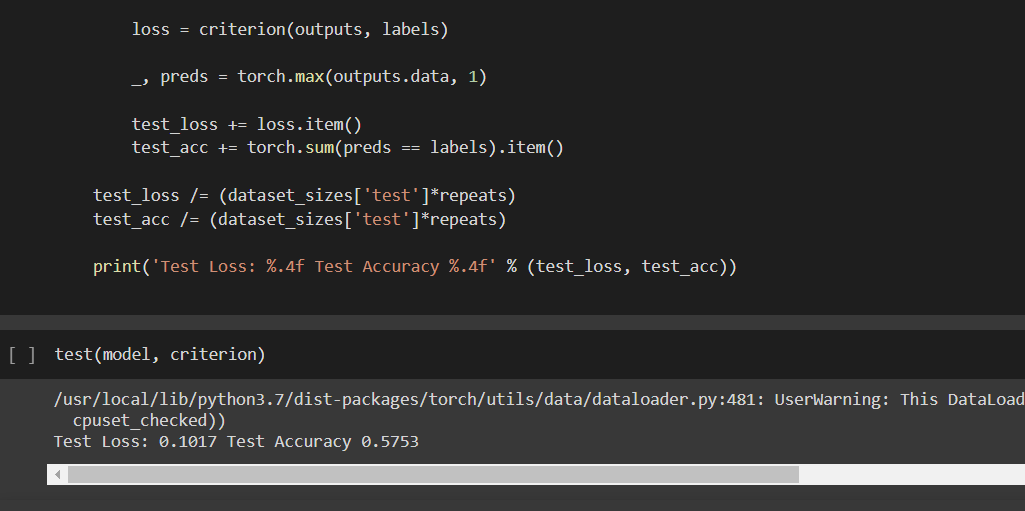 loss = criterion(outputs, labels)
_, preds = torch.max(outputs.data, 1)
test_loss += loss.item()
test_acc += torch.sum(preds == labels).item()
test_loss /= (dataset_sizes['test']*repeats)
test_acc /= (dataset_sizes['test']*repeats)
print('Test Loss: %.4f Test Accuracy %.4f' % (test_loss, test_acc))
[ ] test(model, criterion)
/usr/local/lib/python3.7/dist-packages/torch/utils/data/dataloader.py:481: UserWarning: This DataLoad
cpuset_checked))
Test Loss: 0.1017 Test Accuracy 0.5753